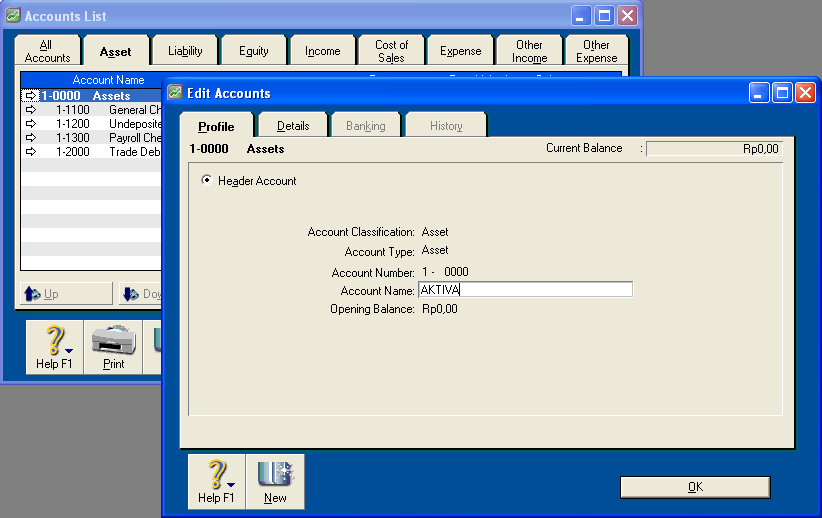 Accounts List
All Accounts
Asset
Liability
Equity
Income
Cost of Sales
Expense
Other Income
Other Expense
Account Name
1-0000 Assets
1-1100 General Ch
1-1200 Undeposite
1-1300 Payroll Che
1-2000 Trade Deb
Up
Dow
Help F1
Print
Edit Accounts
Profile
Details
Banking
History
1-0000 Assets
Current Balance : Rp0,00
Header Account
Account Classification: Asset
Account Type: Asset
Account Number: 1 - 0000
Account Name: AKTIVA
Opening Balance: Rp0,00
Help F1
New
OK